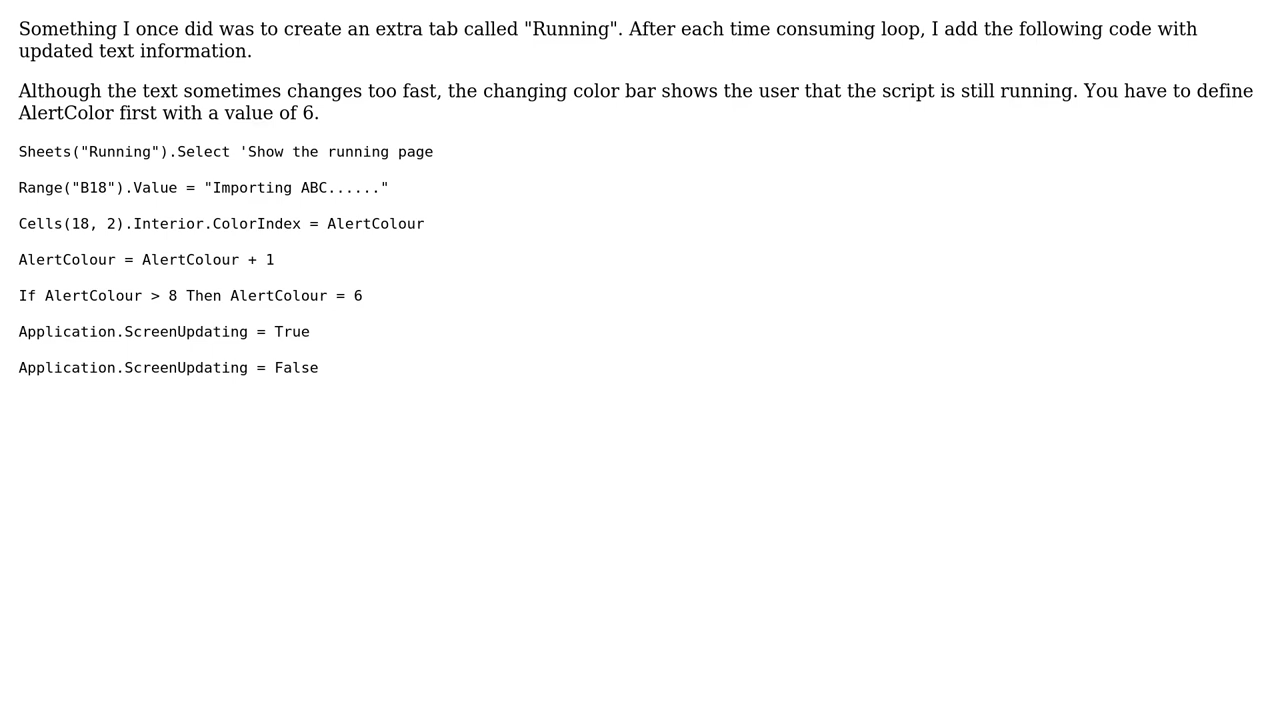 Something I once did was to create an extra tab called "Running". After each time consuming loop, I add the following code with
updated text information.
Although the text sometimes changes too fast, the changing color bar shows the user that the script is still running. You have to define
AlertColor first with a value of 6.
Sheets("Running").Select 'Show the running page
Range("B18").Value = "Importing ABC......"
Cells(18, 2).Interior.ColorIndex = AlertColour
AlertColour = AlertColour + 1
If AlertColour > 8 Then AlertColour = 6
Application.ScreenUpdating = True
Application.ScreenUpdating = False